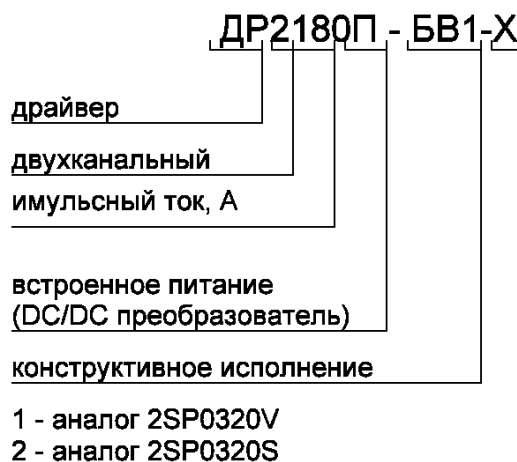 ДР2180П - БВ1-Х
драйвер
двухканальный
имульсный ток, А
встроенное питание
(DC/DC преобразователь)
конструктивное исполнение
1 - аналог 2SP0320V
2 - аналог 2SP0320S